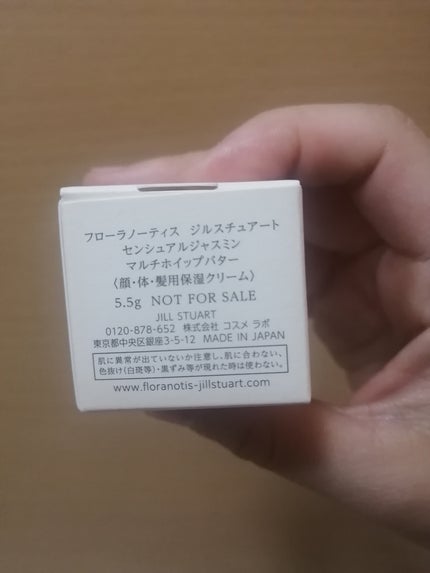 フローラノーティス ジルスチュアート
センシュアルジャスミン
マルチホイップバター
〈顔・体・髪用保湿クリーム〉
5.5g NOT FOR SALE
JILL STUART
0120-878-652 株式会社 コスメ ラボ
東京都中央区銀座3-5-12 MADE IN JAPAN
肌に異常が出ていないか注意し、肌に合わない、
色抜け(白斑等)・黒ずみ等が現れた時は使わない。
www.floranotis-jillstuart.com